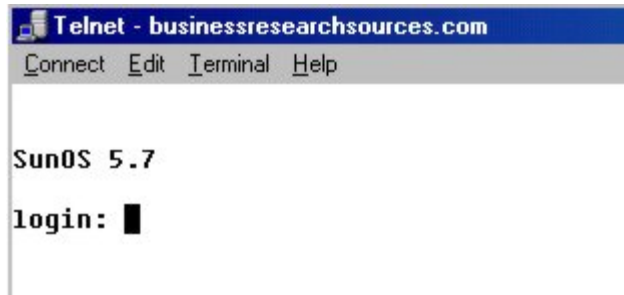 Telnet - businessresearchsources.com
Connect Edit Terminal Help
SunOS 5.7
login: